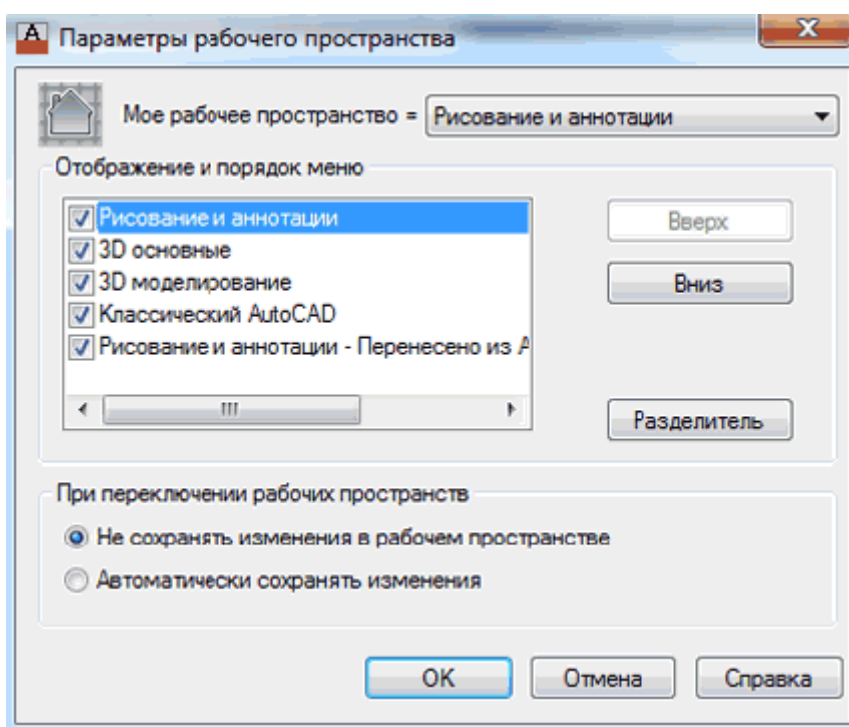 Параметры рабочего пространства
Мое рабочее пространство = Рисование и аннотации
Отображение и порядок меню
Рисование и аннотации
Вверх
3D основные
3D моделирование
Вниз
Классический AutoCAD
Рисование и аннотации - Перенесено из A
Разделитель
При переключении рабочих пространств
Не сохранять изменения в рабочем пространстве
Автоматически сохранять изменения
OK Отмена Справка